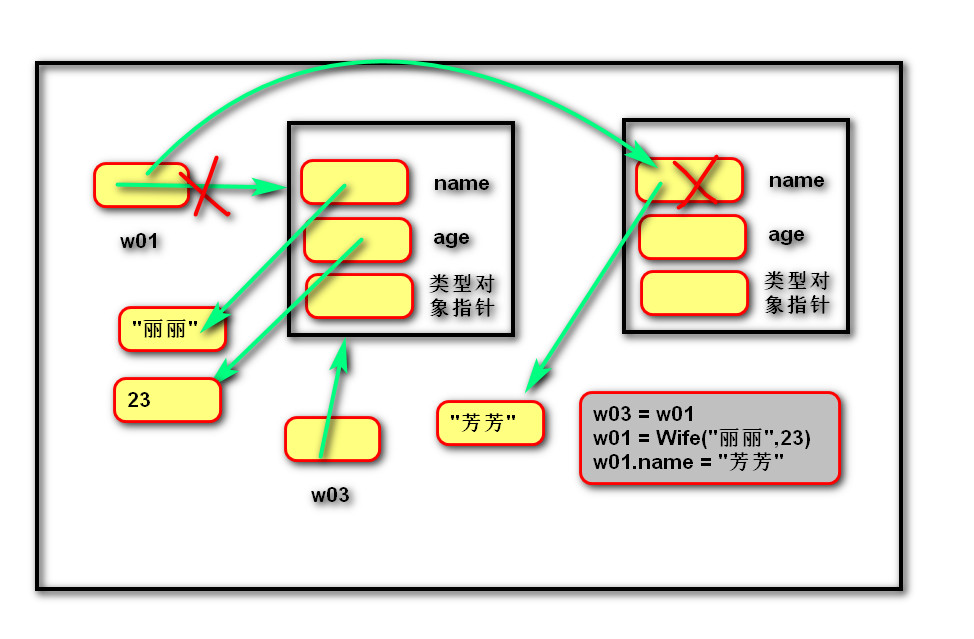 w01
name
age
类型对
象指针
name
age
类型对
象指针
"丽丽"
23
w03
"芳芳"
w03 = w01
w01 = Wife("丽丽",23)
w01.name = "芳芳"